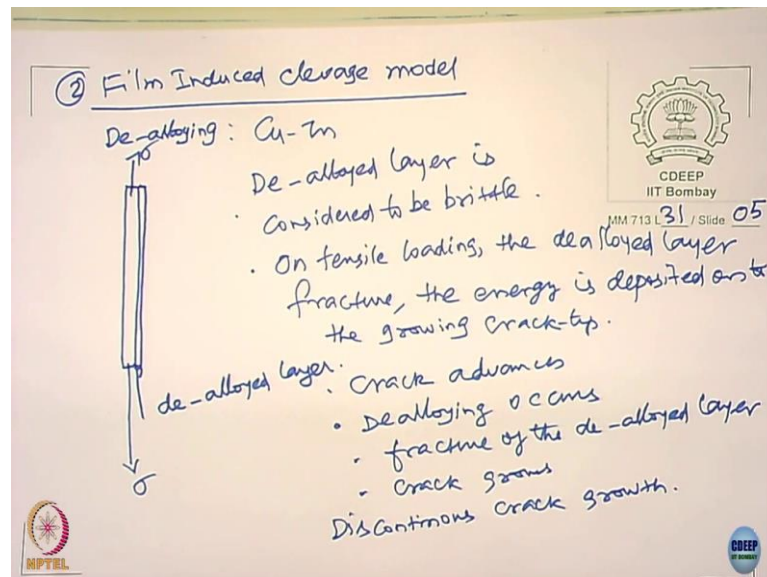 ② Film Induced clevage model
De-alloying : Cu-Zn
σ
De-alloyed layer is
considered to be brittle.
· On tensile loading, the dealloyed layer
fracture, the energy is deposited on to
the growing crack-tip.
de-alloyed layer.
· Crack advances
· Dealloying occurs
· fracture of the de-alloyed layer
· Crack grows
σ
Discontinous crack growth.
CDEEP
IIT Bombay
MM 713 L 31 / Slide 05
NPTEL
CDEEP
IIT BOMBAY